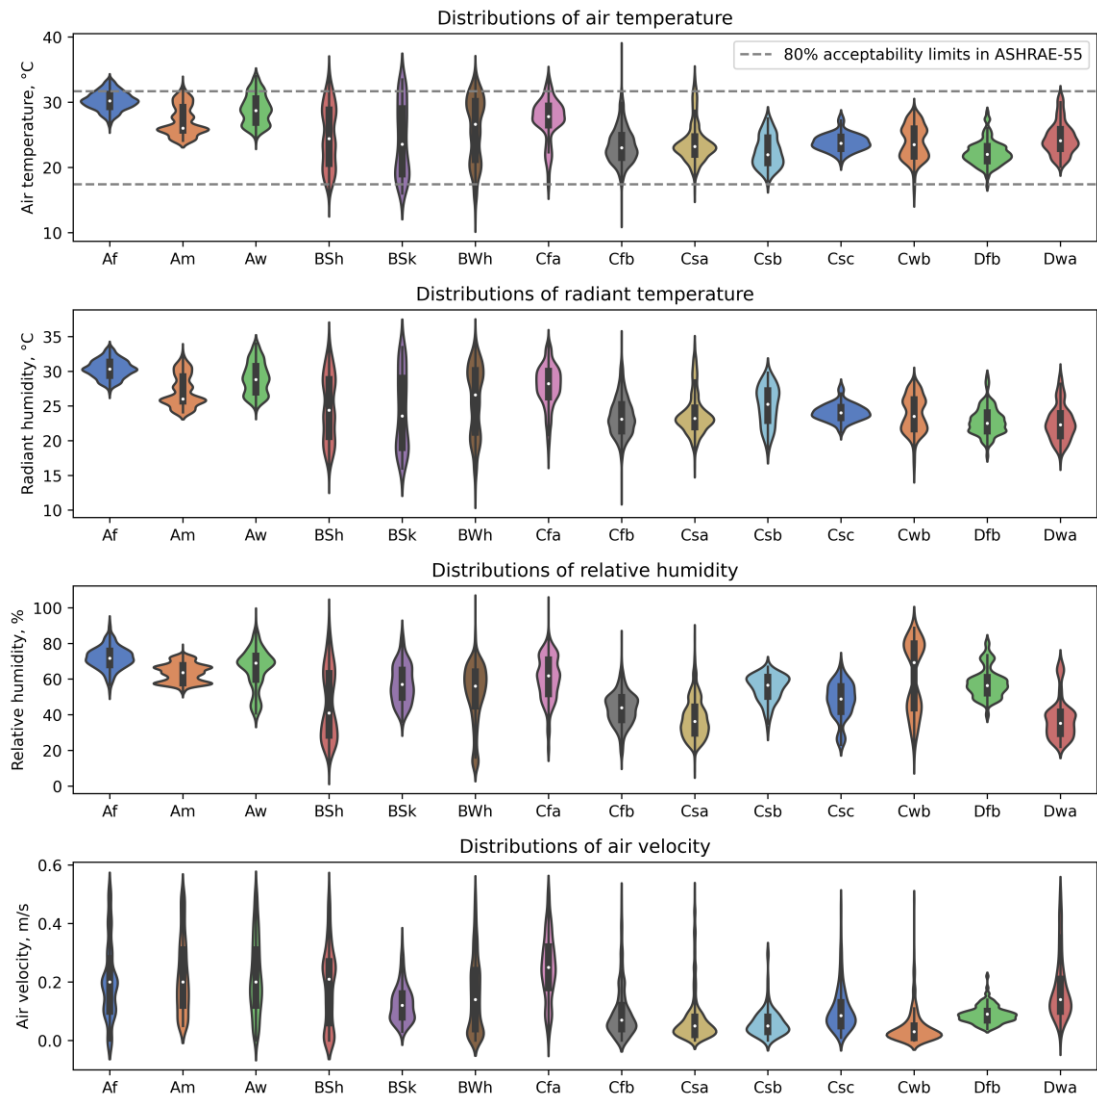 Distributions of air temperature
Air temperature, °C
40
30
20
10
80% acceptability limits in ASHRAE-55
Af Am Aw BSh BSk BWh Cfa Cfb Csa Csb Csc Cwb Dfb Dwa
Distributions of radiant temperature
Radiant humidity, °C
35
30
25
20
15
10
Af Am Aw BSh BSk BWh Cfa Cfb Csa Csb Csc Cwb Dfb Dwa
Distributions of relative humidity
Relative humidity, %
100
80
60
40
20
0
Af Am Aw BSh BSk BWh Cfa Cfb Csa Csb Csc Cwb Dfb Dwa
Distributions of air velocity
Air velocity, m/s
0.6
0.4
0.2
0.0
Af Am Aw BSh BSk BWh Cfa Cfb Csa Csb Csc Cwb Dfb Dwa